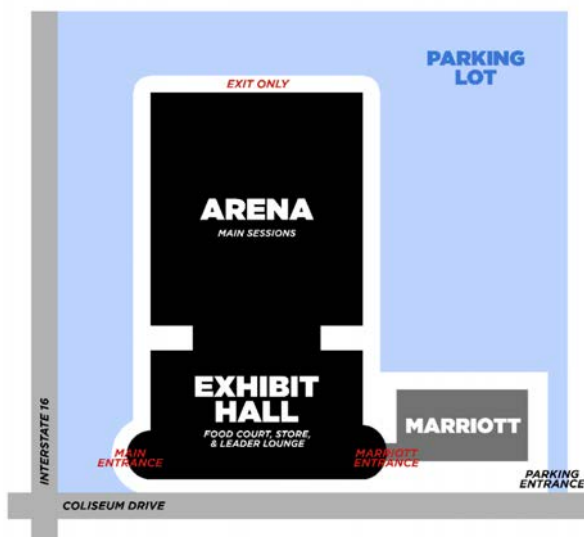 PARKING
LOT
EXIT ONLY
ARENA
MAIN SESSIONS
EXHIBIT
HALL
FOOD COURT, STORE,
& LEADER LOUNGE
MAIN
ENTRANCE
MARRIOTT
ENTRANCE
MARRIOTT
PARKING
ENTRANCE
INTERSTATE 16
COLISEUM DRIVE